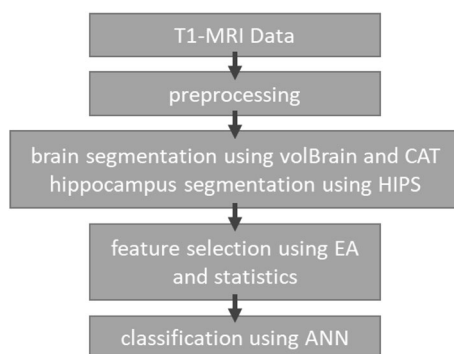 T1-MRI Data
preprocessing
brain segmentation using volBrain and CAT
hippocampus segmentation using HIPS
feature selection using EA
and statistics
classification using ANN